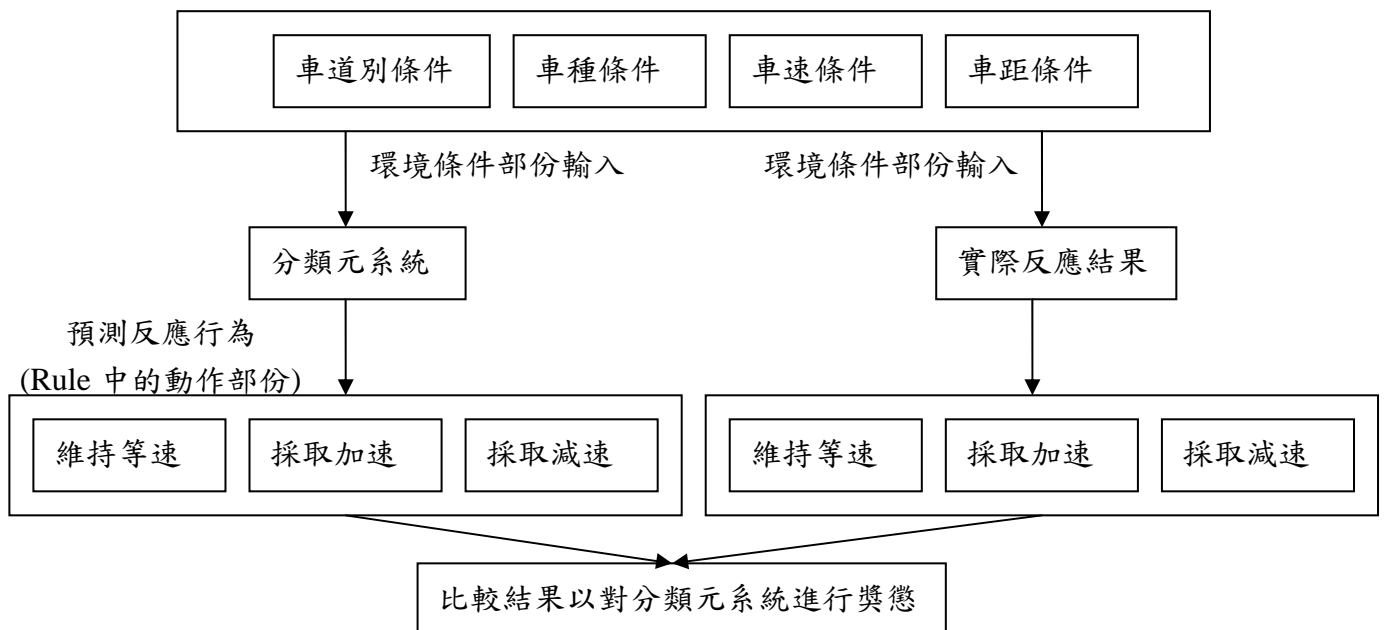 車道別條件 車種條件 車速條件 車距條件
環境條件部份輸入 環境條件部份輸入
分類元系統 實際反應結果
預測反應行為
(Rule 中的動作部份)
維持等速 採取加速 採取減速 維持等速 採取加速 採取減速
比較結果以對分類元系統進行獎懲